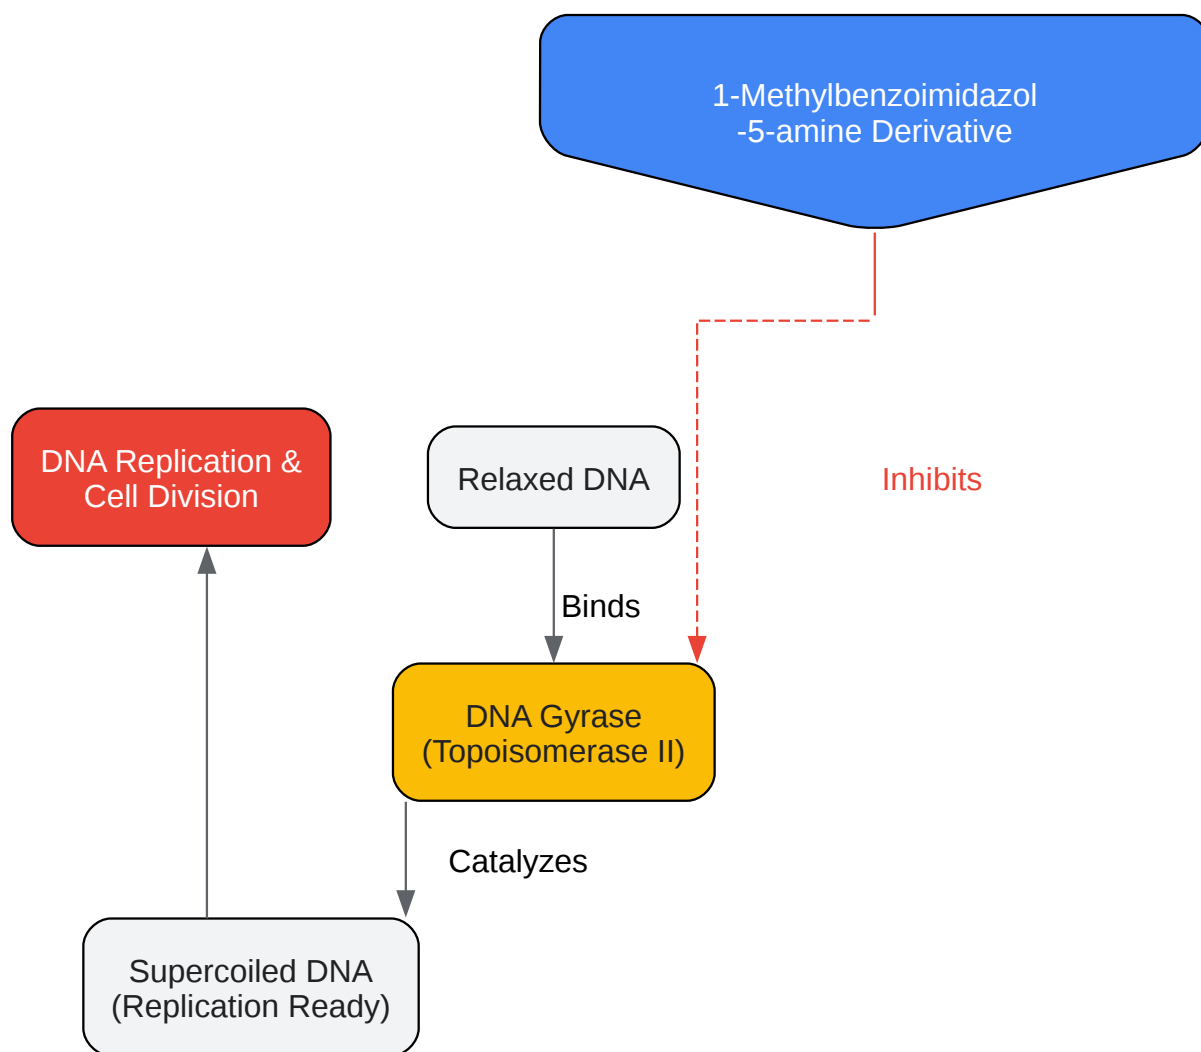 1-Methylbenzoimidazol
-5-amine Derivative
DNA Replication &
Cell Division
Relaxed DNA
Inhibits
Binds
DNA Gyrase
(Topoisomerase II)
Catalyzes
Supercoiled DNA
(Replication Ready)